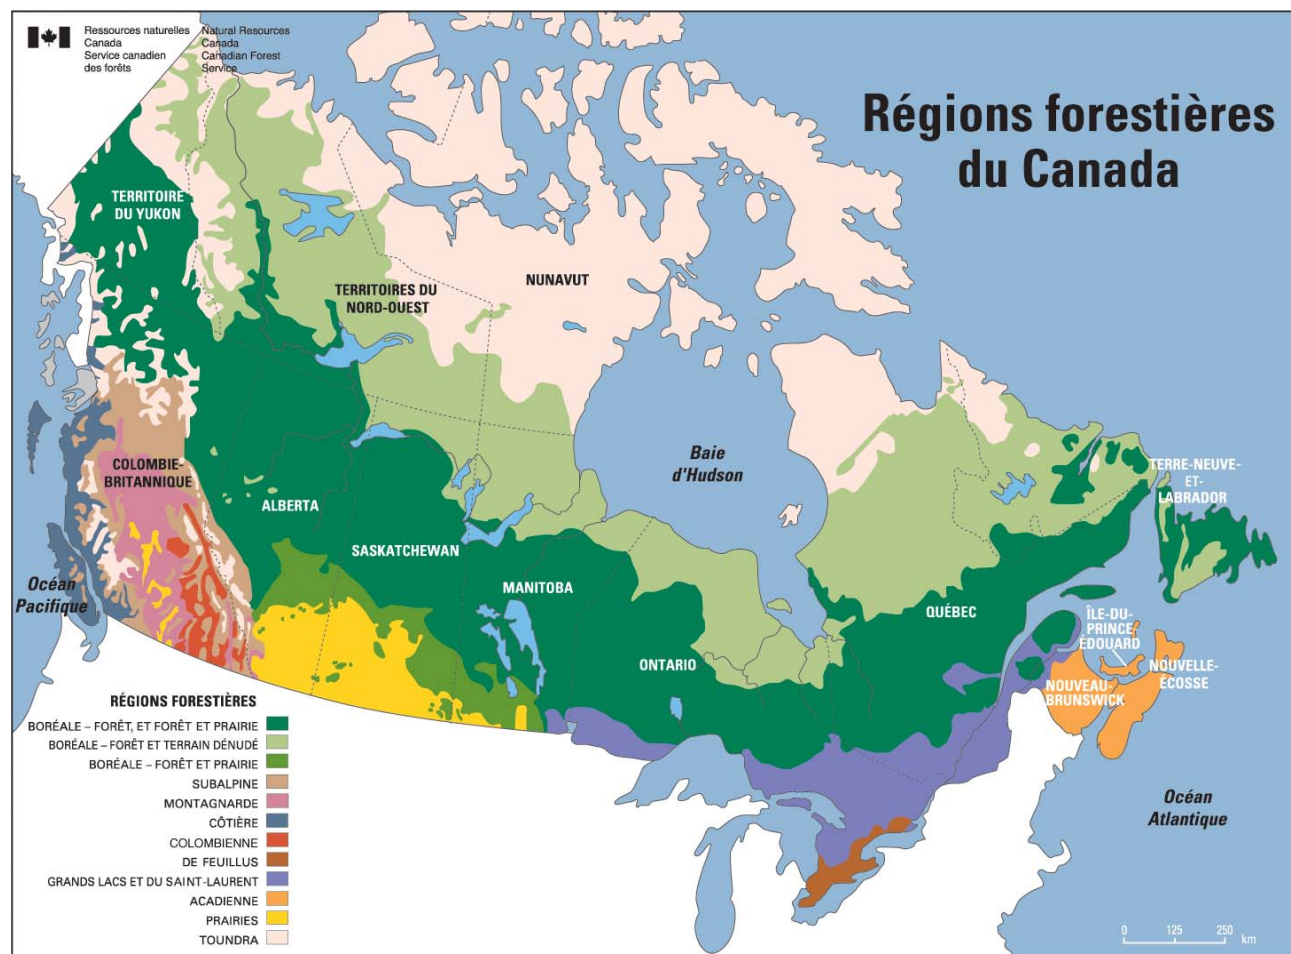 Ressources naturelles
Canada
Service canadien
des forêts
Natural Resources
Canada
Canadian Forest
Service
Régions forestières
du Canada
TERRITOIRE
DU YUKON
TERRITOIRES DU
NORD-OUEST
NUNAVUT
COLOMBIE-
BRITANNIQUE
ALBERTA
SASKATCHEWAN
MANITOBA
Baie
d'Hudson
ONTARIO
QUÉBEC
TERRE-NEUVE-
ET-
LABRADOR
ÎLE-DU-
PRINCE
ÉDOUARD
NOUVELLE-
ÉCOSSE
NOUVEAU-
BRUNSWICK
Océan
Pacifique
Océan
Atlantique
RÉGIONS FORESTIÈRES
BORÉALE – FORÊT, ET FORÊT ET PRAIRIE
BORÉALE – FORÊT ET TERRAIN DÉNUDÉ
BORÉALE – FORÊT ET PRAIRIE
SUBALPINE
MONTAGNARDE
CÔTIÈRE
COLOMBIENNE
DE FEUILLUS
GRANDS LACS ET DU SAINT-LAURENT
ACADIENNE
PRAIRIES
TOUNDRA
0 125 250
km